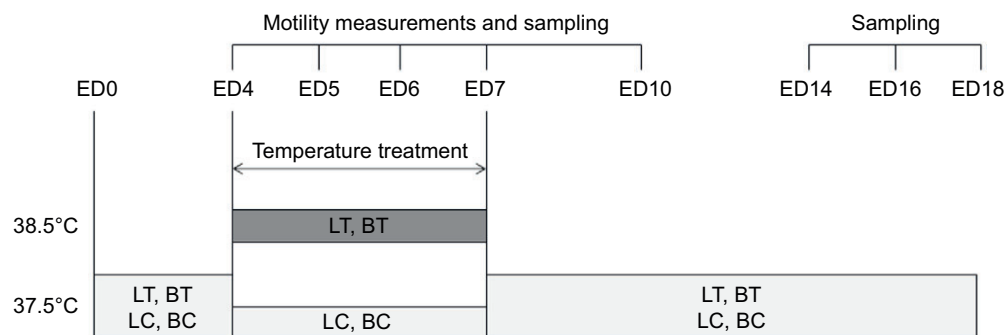 Motility measurements and sampling
Sampling
ED0
ED4
ED5
ED6
ED7
ED10
ED14
ED16
ED18
Temperature treatment
38.5°C
LT, BT
37.5°C
LT, BT
LC, BC
LC, BC
LT, BT
LC, BC